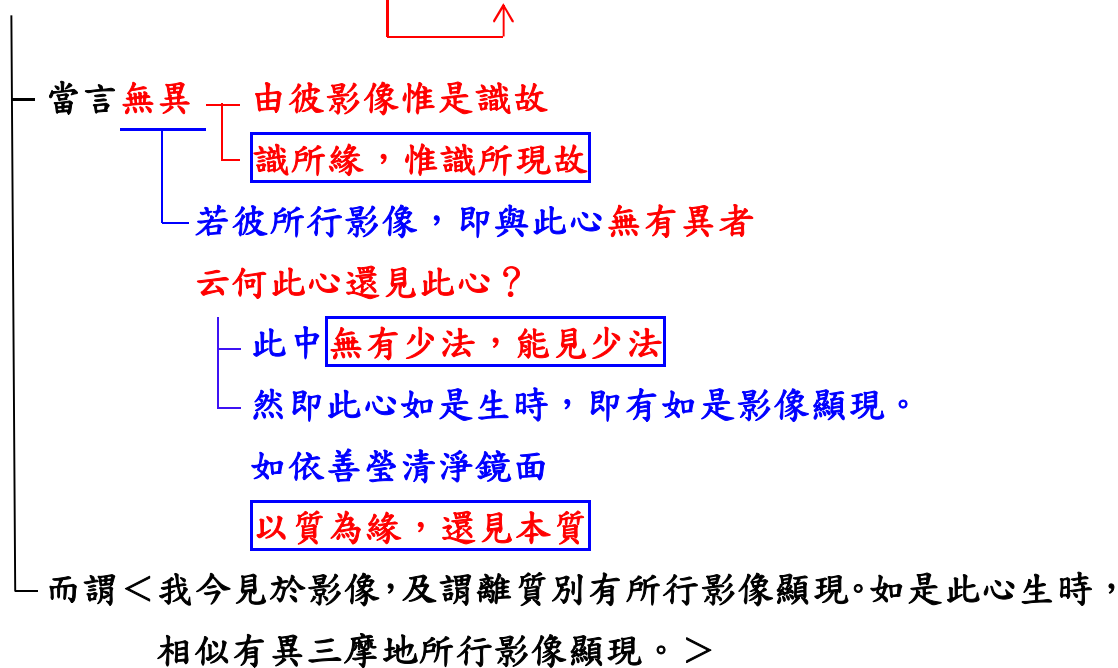 當言無異 由彼影像惟是識故
識所緣，惟識所現故
若彼所行影像，即與此心無有異者
云何此心還見此心？
此中無有少法，能見少法
然即此心如是生時，即有如是影像顯現。
如依善瑩清淨鏡面
以質為緣，還見本質
而謂＜我今見於影像，及謂離質別有所行影像顯現。如是此心生時，
相似有異三摩地所行影像顯現。＞